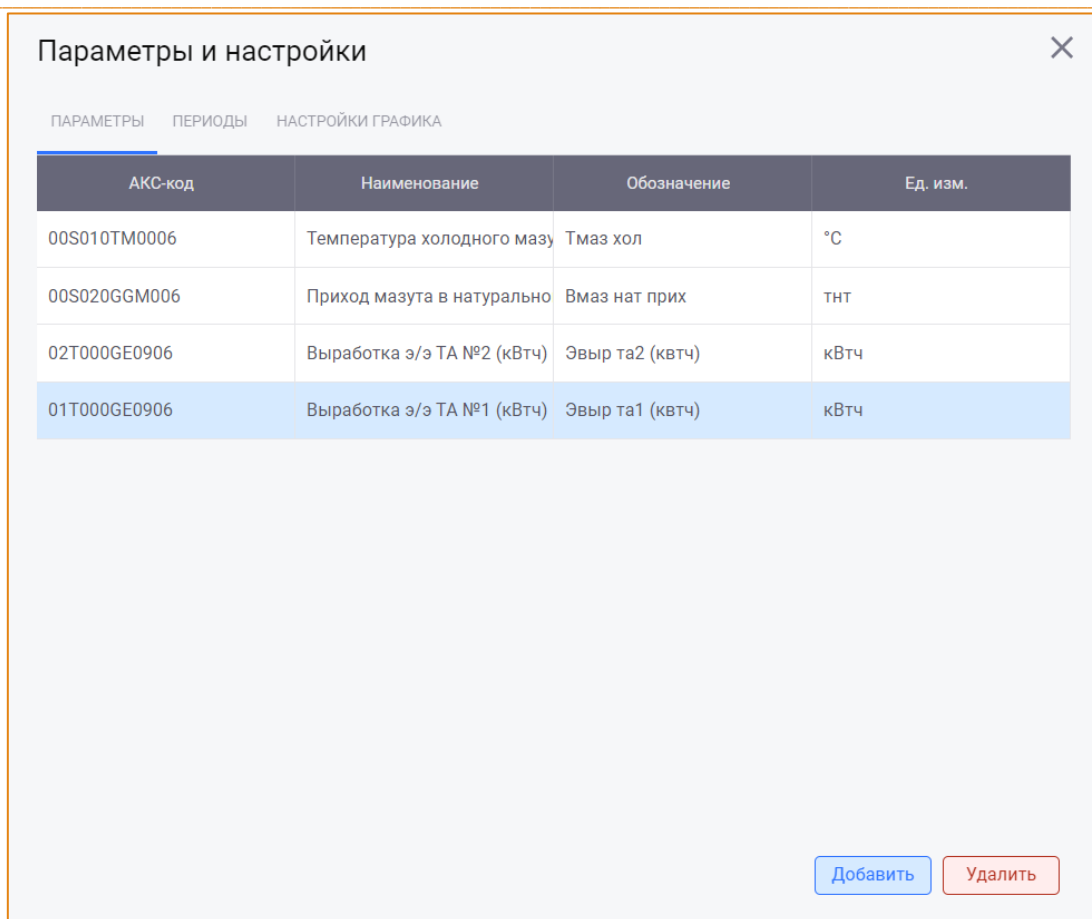 Параметры и настройки
ПАРАМЕТРЫ ПЕРИОДЫ НАСТРОЙКИ ГРАФИКА
АКС-код Наименование Обозначение Ед. изм.
00S010TM0006 Температура холодного мазу Тмаз хол °C
00S020GGM006 Приход мазута в натурально Вмаз нат прих тнт
02T000GE0906 Выработка э/э ТА №2 (кВтч) Эвыр та2 (квтч) кВтч
01T000GE0906 Выработка э/э ТА №1 (кВтч) Эвыр та1 (квтч) кВтч
Добавить Удалить